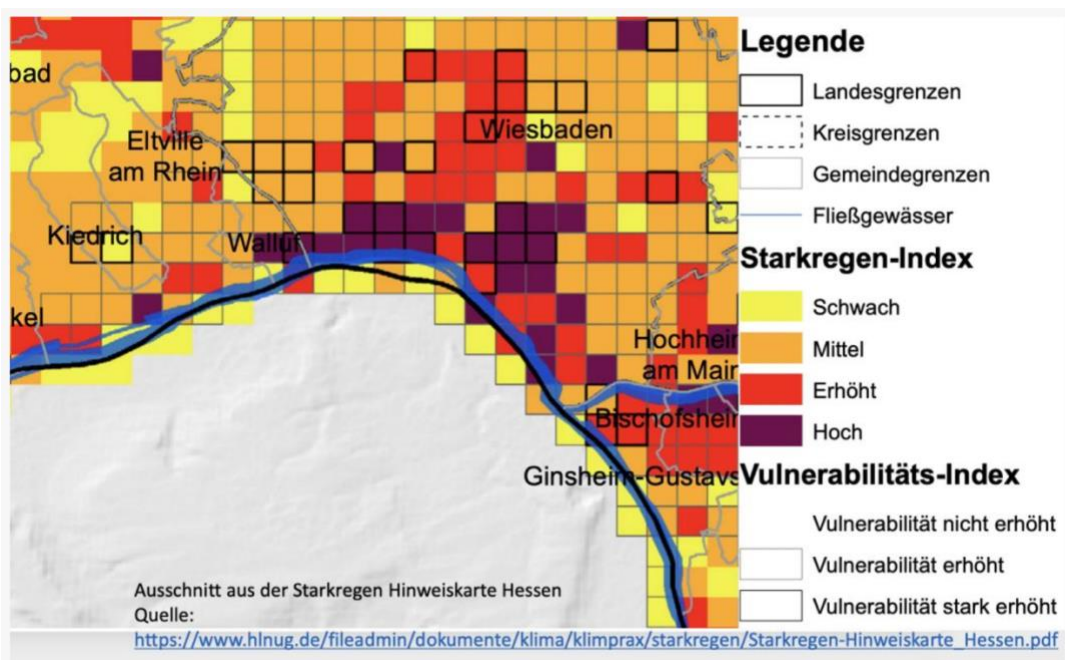 bad
Eltville
am Rhein
Wiesbaden
Kiedrich
Walluf
kel
Hochheim
am Main
Bischofsheim
Ginsheim-Gustavs
Legende
Landesgrenzen
Kreisgrenzen
Gemeindegrenzen
Fließgewässer
Starkregen-Index
Schwach
Mittel
Erhöht
Hoch
Vulnerabilitäts-Index
Vulnerabilität nicht erhöht
Vulnerabilität erhöht
Vulnerabilität stark erhöht
Ausschnitt aus der Starkregen Hinweiskarte Hessen
Quelle:
https://www.hlnug.de/fileadmin/dokumente/klima/klimprax/starkregen/Starkregen-Hinweiskarte_Hessen.pdf